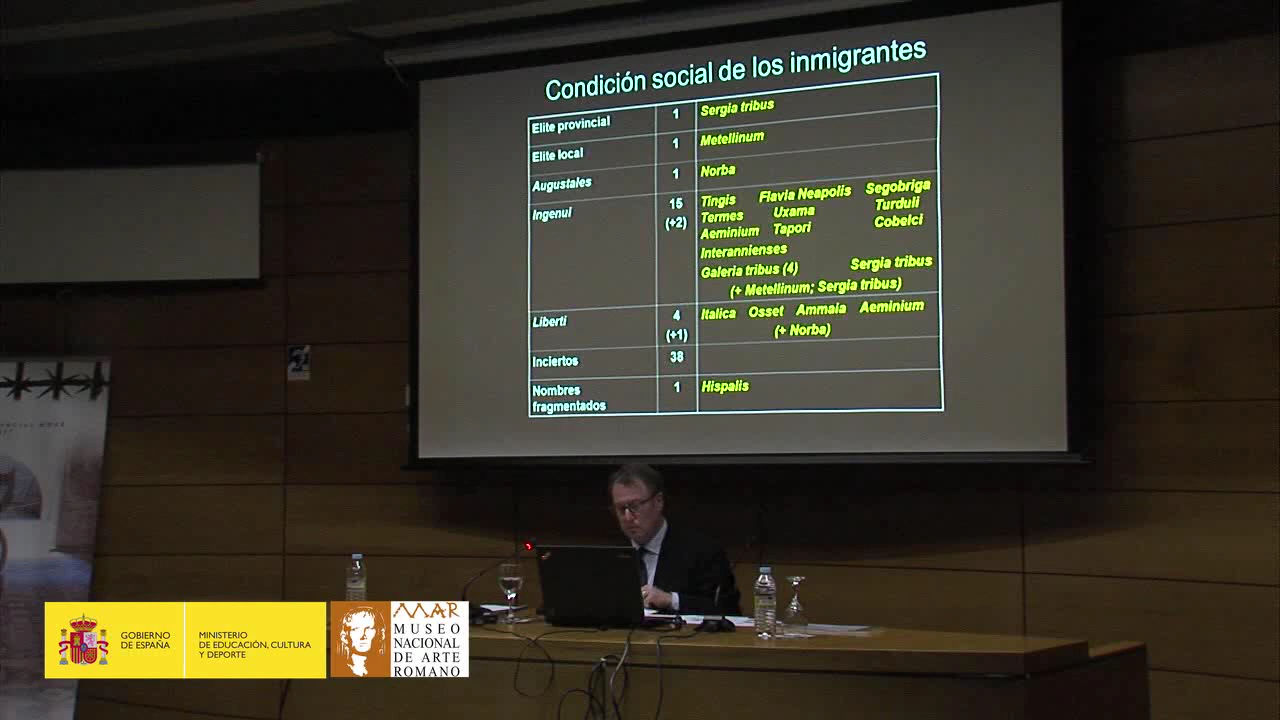 Condición social de los inmigrantes
Elite provincial 1 Sergia tribus
Elite local 1 Metellinum
Augustales 1 Norba
Ingenui 15 Tingis Flavia Neapolis Segobriga
(+2) Termes Uxama Turduli
Aeminium Tapori Cobelci
Interannienses
Galeria tribus (4) Sergia tribus
(+ Metellinum; Sergia tribus)
Liberti 4 Italica Osset Ammaia Aeminium
(+1) (+ Norba)
Inciertos 38
Nombres 1 Hispalis
fragmentados
GOBIERNO
DE ESPAÑA
MINISTERIO
DE EDUCACIÓN, CULTURA
Y DEPORTE
MAR
MUSEO
NACIONAL
DE ARTE
ROMANO